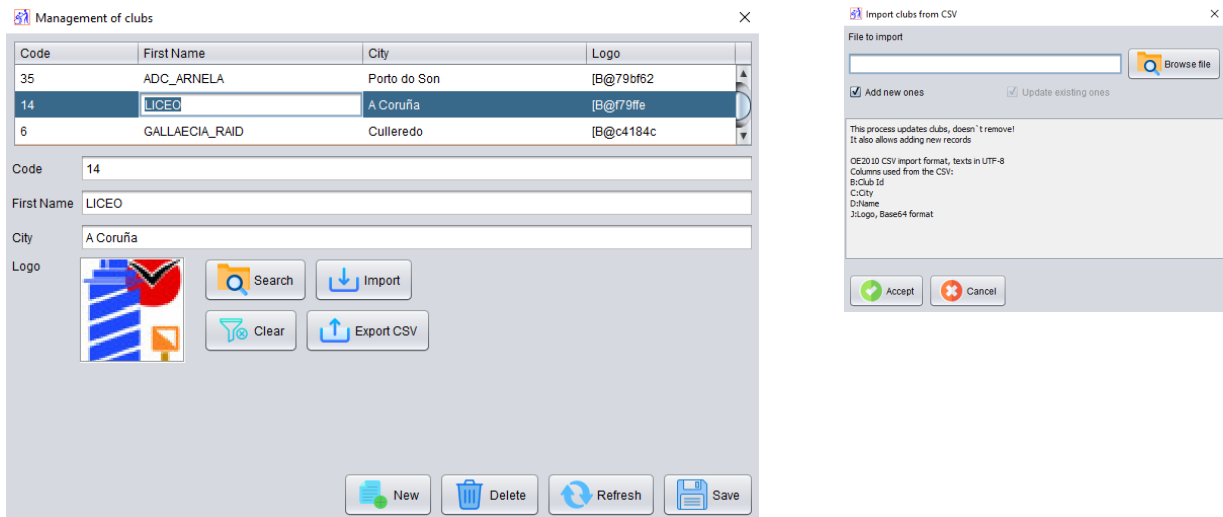 Management of clubs
Code First Name City Logo
35 ADC_ARNELA Porto do Son [B@79bf62
14 LICEO A Coruña [B@f79ffe
6 GALLAECIA_RAID Culleredo [B@c4184c
Code 14
First Name LICEO
City A Coruña
Logo
Search Import
Clear Export CSV
New Delete Refresh Save
Import clubs from CSV
File to import
Browse file
Add new ones Update existing ones
This process updates clubs, doesn`t remove!
It also allows adding new records
OE2010 CSV import format, texts in UTF-8
Columns used from the CSV:
B:Club Id
C:City
D:Name
J:Logo, Base64 format
Accept Cancel